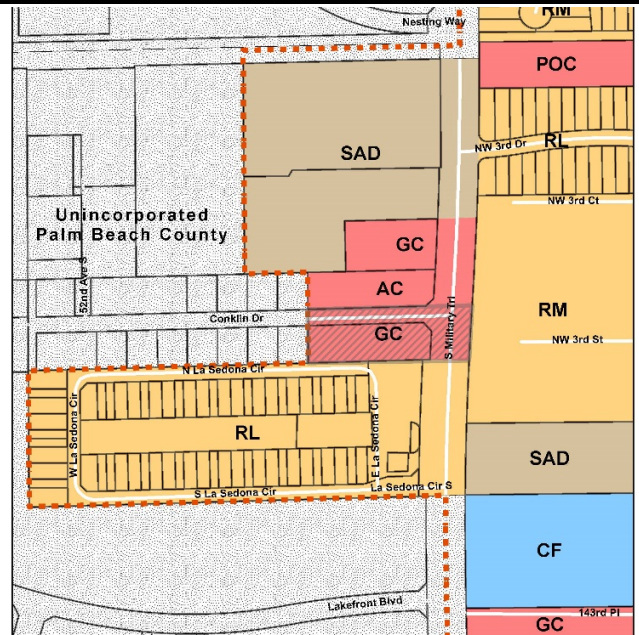 RM
Nesting Way
POC
SAD
NW 3rd Dr
RL
NW 3rd Ct
Unincorporated
Palm Beach County
GC
52nd Ave S
AC
S Military Trl
RM
Conklin Dr
GC
NW 3rd St
N La Sedona Cir
W La Sedona Cir
RL
E La Sedona Cir
SAD
S La Sedona Cir
La Sedona Cir S
CF
Lakefront Blvd
143rd Pl
GC